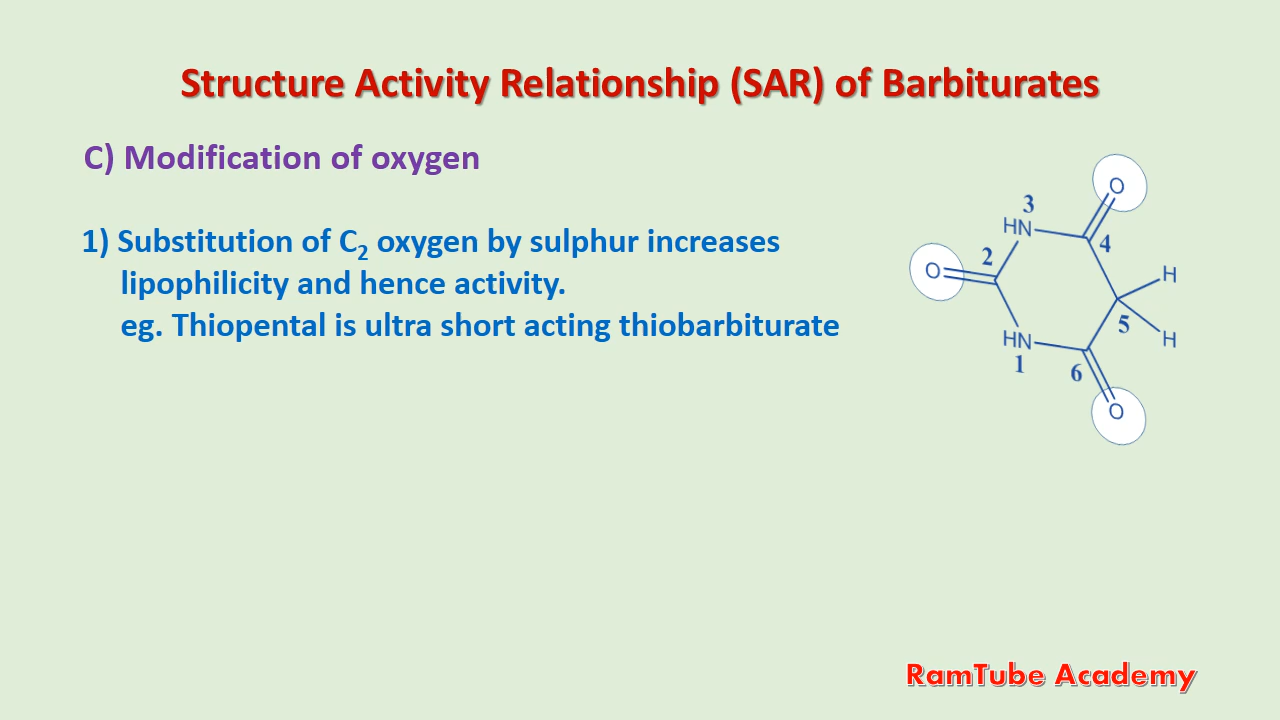 Structure Activity Relationship (SAR) of Barbiturates
C) Modification of oxygen
1) Substitution of C₂ oxygen by sulphur increases
lipophilicity and hence activity.
eg. Thiopental is ultra short acting thiobarbiturate
O
3
HN
4
2
O
H
5
HN
H
1
6
O
RamTube Academy